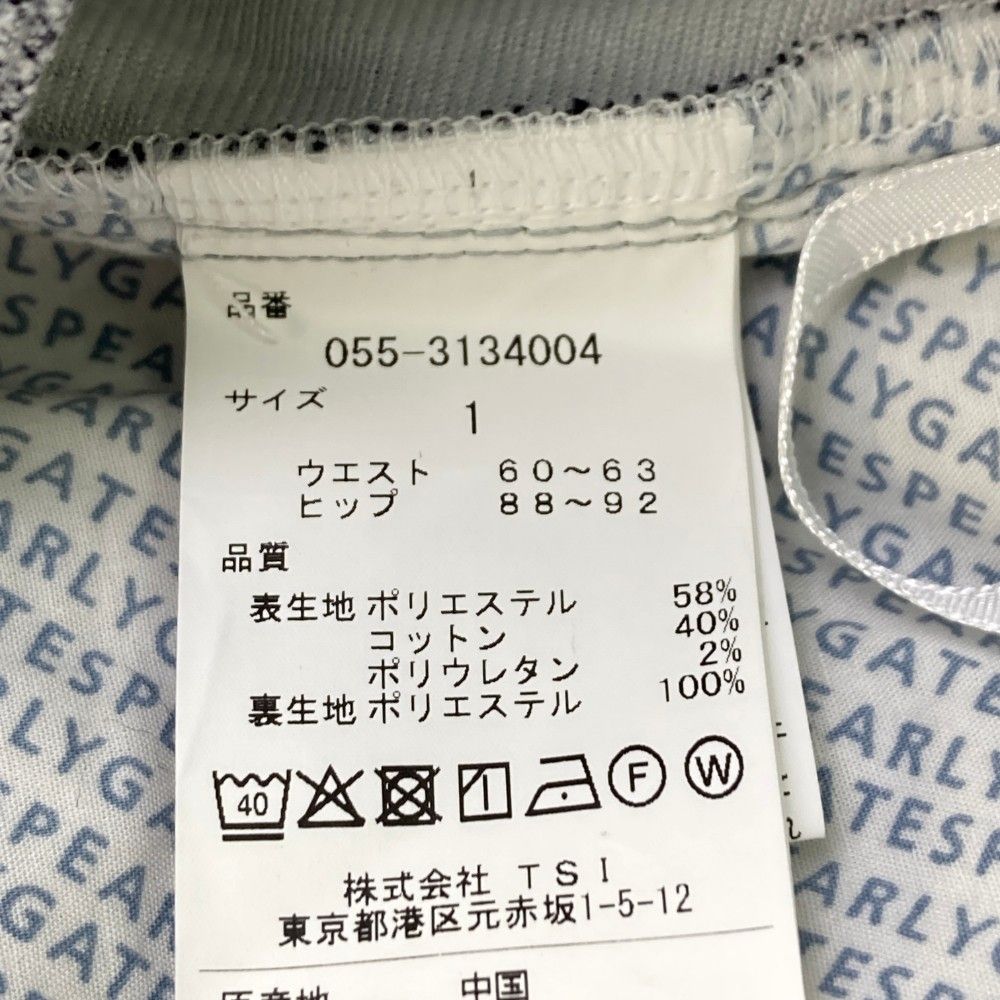 品番
055-3134004
サイズ
1
ウエスト 60~63
ヒップ 88~92
品質
表生地 ポリエステル 58%
コットン 40%
ポリウレタン 2%
裏生地 ポリエステル 100%
40 F W
株式会社 TSI
東京都港区元赤坂1-5-12
原産地 中国